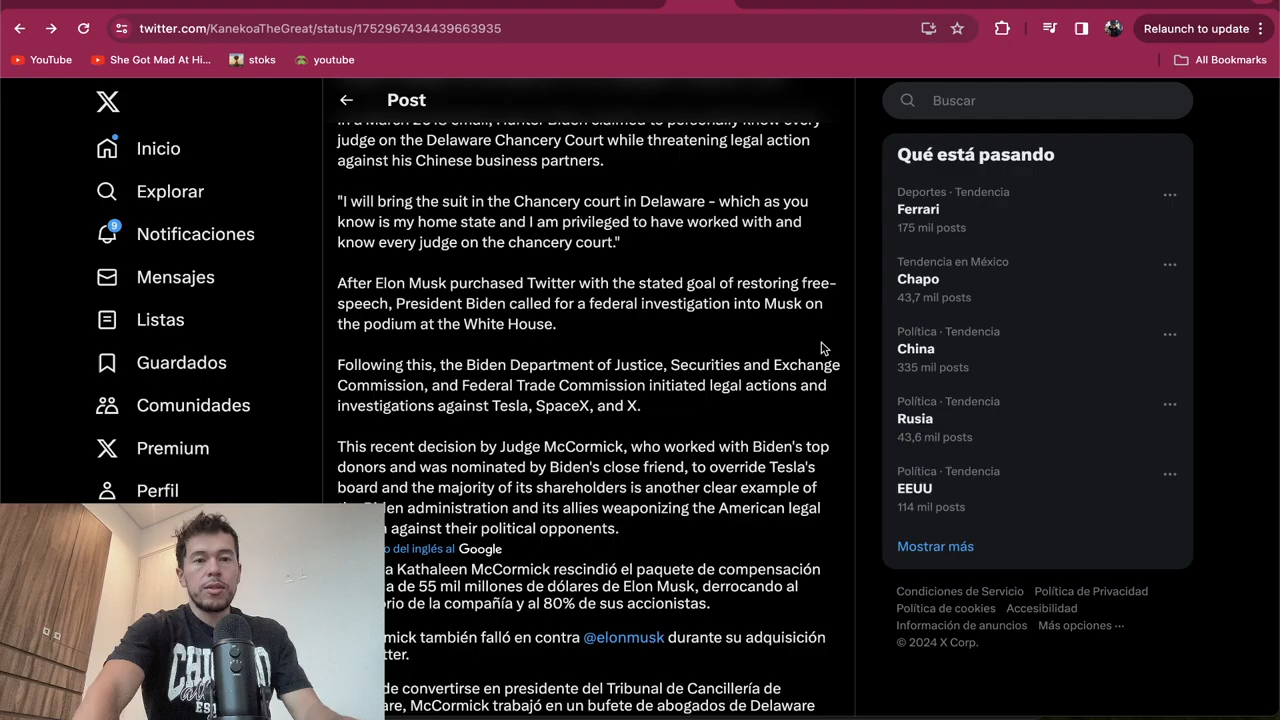 twitter.com/KanekoaTheGreat/status/1752967434439663935
Relaunch to update
YouTube
She Got Mad At Hi...
stoks
youtube
All Bookmarks
Inicio
Explorar
9
Notificaciones
Mensajes
Listas
Guardados
Comunidades
Premium
Perfil
Post
judge on the Delaware Chancery Court while threatening legal action
against his Chinese business partners.
"I will bring the suit in the Chancery court in Delaware - which as you
know is my home state and I am privileged to have worked with and
know every judge on the chancery court."
After Elon Musk purchased Twitter with the stated goal of restoring free-
speech, President Biden called for a federal investigation into Musk on
the podium at the White House.
Following this, the Biden Department of Justice, Securities and Exchange
Commission, and Federal Trade Commission initiated legal actions and
investigations against Tesla, SpaceX, and X.
This recent decision by Judge McCormick, who worked with Biden's top
donors and was nominated by Biden's close friend, to override Tesla's
board and the majority of its shareholders is another clear example of
administration and its allies weaponizing the American legal
against their political opponents.
del inglés al Google
Kathaleen McCormick rescindió el paquete de compensación
de 55 mil millones de dólares de Elon Musk, derrocando al
de la compañía y al 80% de sus accionistas.
también falló en contra @elonmusk durante su adquisición
de convertirse en presidente del Tribunal de Cancillería de
McCormick trabajó en un bufete de abogados de Delaware
Buscar
Qué está pasando
Deportes · Tendencia
Ferrari
175 mil posts
Tendencia en México
Chapo
43,7 mil posts
Política · Tendencia
China
335 mil posts
Política · Tendencia
Rusia
43,6 mil posts
Política · Tendencia
EEUU
114 mil posts
Mostrar más
Condiciones de Servicio Política de Privacidad
Política de cookies Accesibilidad
Información de anuncios Más opciones ···
© 2024 X Corp.